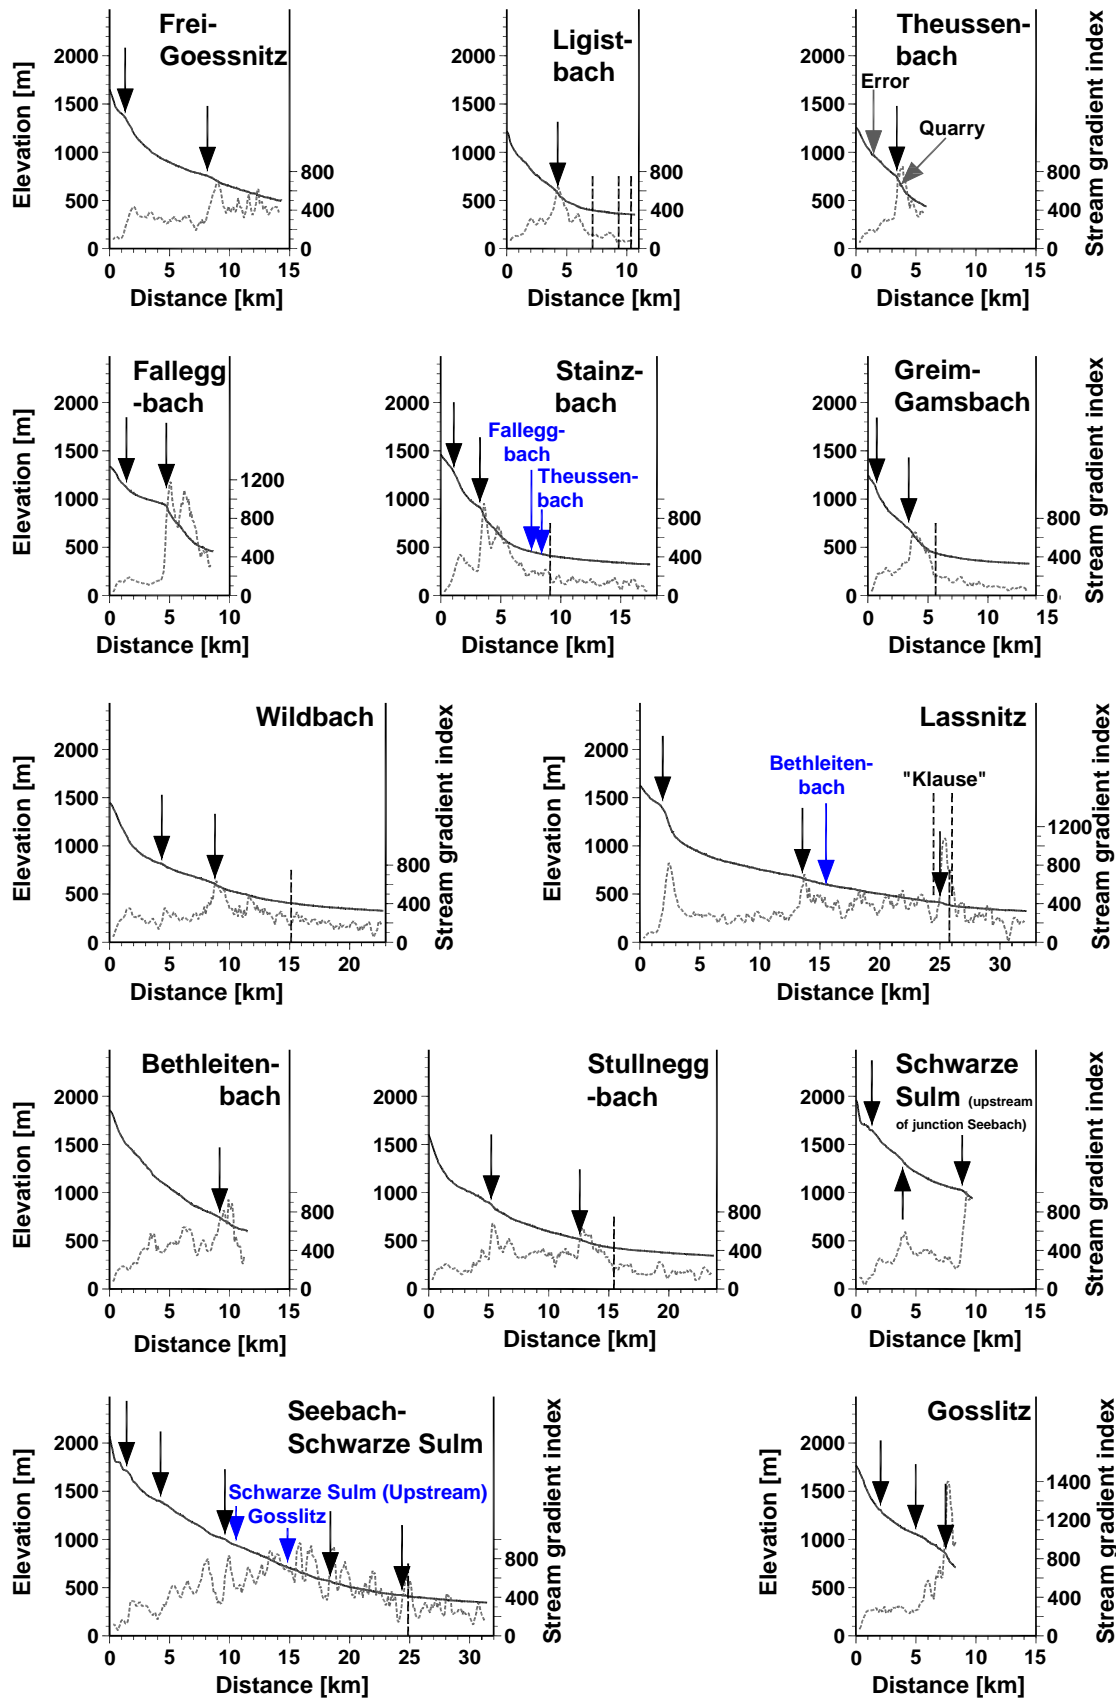 Frei-
Goessnitz
Elevation [m]
2000
1500
1000
500
0
800
400
0
0 5 10 15
Distance [km]
Ligist-
bach
2000
1500
1000
500
0
800
400
0
0 5 10
Distance [km]
Theussen-
bach
Error
Quarry
2000
1500
1000
500
0
800
400
0
0 5 10 15
Distance [km]
Stream gradient index
Fallegg
-bach
Elevation [m]
2000
1500
1000
500
0
1200
800
400
0
0 5 10
Distance [km]
Stainz-
bach
Fallegg-
bach
Theussen-
bach
2000
1500
1000
500
0
800
400
0
0 5 10 15
Distance [km]
Greim-
Gamsbach
2000
1500
1000
500
0
800
400
0
0 5 10 15
Distance [km]
Stream gradient index
Wildbach
Elevation [m]
2000
1500
1000
500
0
800
400
0
0 5 10 15 20
Distance [km]
Stream gradient index
Lassnitz
Bethleiten-
bach
"Klause"
Elevation [m]
2000
1500
1000
500
0
1200
800
400
0
0 5 10 15 20 25 30
Distance [km]
Stream gradient index
Bethleiten-
bach
Elevation [m]
2000
1500
1000
500
0
800
400
0
0 5 10 15
Distance [km]
Stullnegg
-bach
2000
1500
1000
500
0
800
400
0
0 5 10 15 20
Distance [km]
Schwarze
Sulm (upstream
of junction Seebach)
2000
1500
1000
500
0
800
400
0
0 5 10 15
Distance [km]
Stream gradient index
Seebach-
Schwarze Sulm
Schwarze Sulm (Upstream)
Gosslitz
Elevation [m]
2000
1500
1000
500
0
800
400
0
0 5 10 15 20 25 30
Distance [km]
Stream gradient index
Gosslitz
Elevation [m]
2000
1500
1000
500
0
1400
800
400
0
0 5 10 15
Distance [km]
Stream gradient index